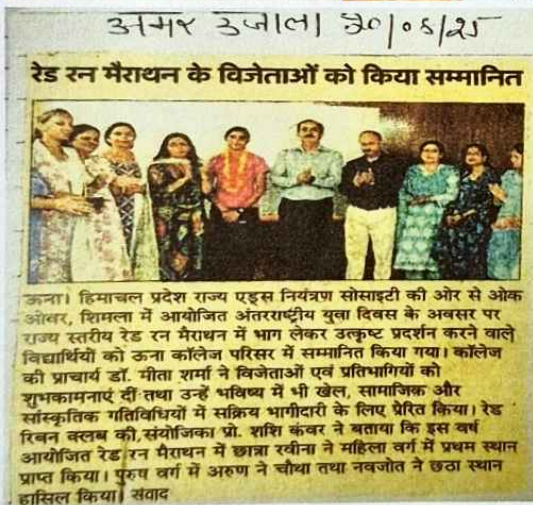 अमर उजाला 20/08/25
रेड रन मैराथन के विजेताओं को किया सम्मानित
ऊना। हिमाचल प्रदेश राज्य एड्स नियंत्रण सोसाइटी की ओर से ओक
ओवर, शिमला में आयोजित अंतरराष्ट्रीय युवा दिवस के अवसर पर
राज्य स्तरीय रेड रन मैराथन में भाग लेकर उत्कृष्ट प्रदर्शन करने वाले
विद्यार्थियों को ऊना कॉलेज परिसर में सम्मानित किया गया। कॉलेज
की प्राचार्य डॉ. मीता शर्मा ने विजेताओं एवं प्रतिभागियों को
शुभकामनाएं दीं तथा उन्हें भविष्य में भी खेल, सामाजिक और
सांस्कृतिक गतिविधियों में सक्रिय भागीदारी के लिए प्रेरित किया। रेड
रिबन क्लब की संयोजिका प्रो. शशि कंवर ने बताया कि इस वर्ष
आयोजित रेड रन मैराथन में छात्रा रवीना ने महिला वर्ग में प्रथम स्थान
प्राप्त किया। पुरुष वर्ग में अरुण ने चौथा तथा नवजोत ने छठा स्थान
हासिल किया। संवाद